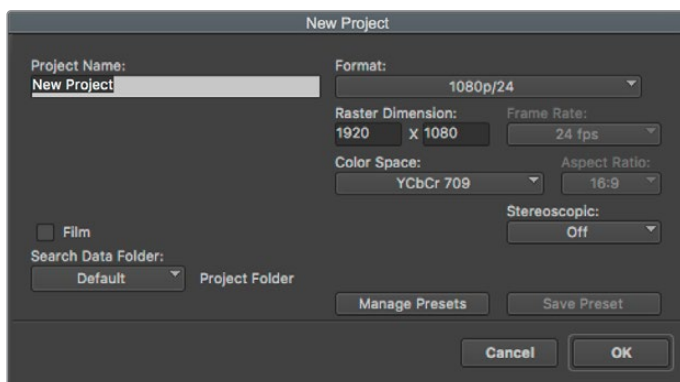 New Project
Project Name:
New Project
Format:
1080p/24
Raster Dimension:
1920 x 1080
Frame Rate:
24 fps
Color Space:
YCbCr 709
Aspect Ratio:
16:9
Stereoscopic:
Off
Film
Search Data Folder:
Default
Project Folder
Manage Presets
Save Preset
Cancel
OK